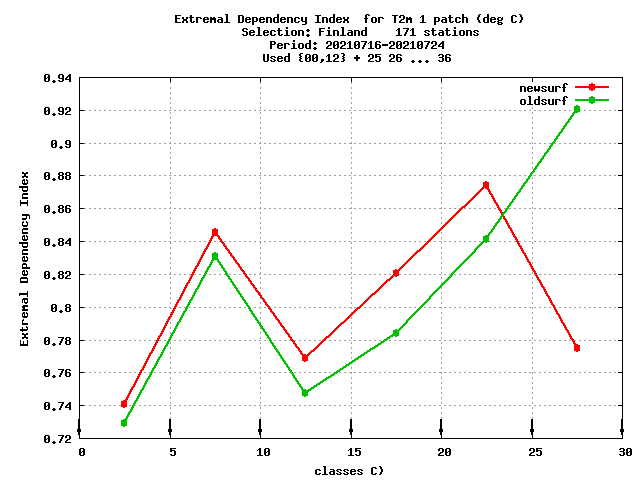 Extremal Dependency Index  for T2m 1 patch (deg C)
Selection: Finland    171 stations
Period: 20210716-20210724
Used {00,12} + 25 26 ... 36
newsurf
oldsurf
Extremal Dependency Index
0.94
0.92
0.9
0.88
0.86
0.84
0.82
0.8
0.78
0.76
0.74
0.72
0 5 10 15 20 25 30
classes C)